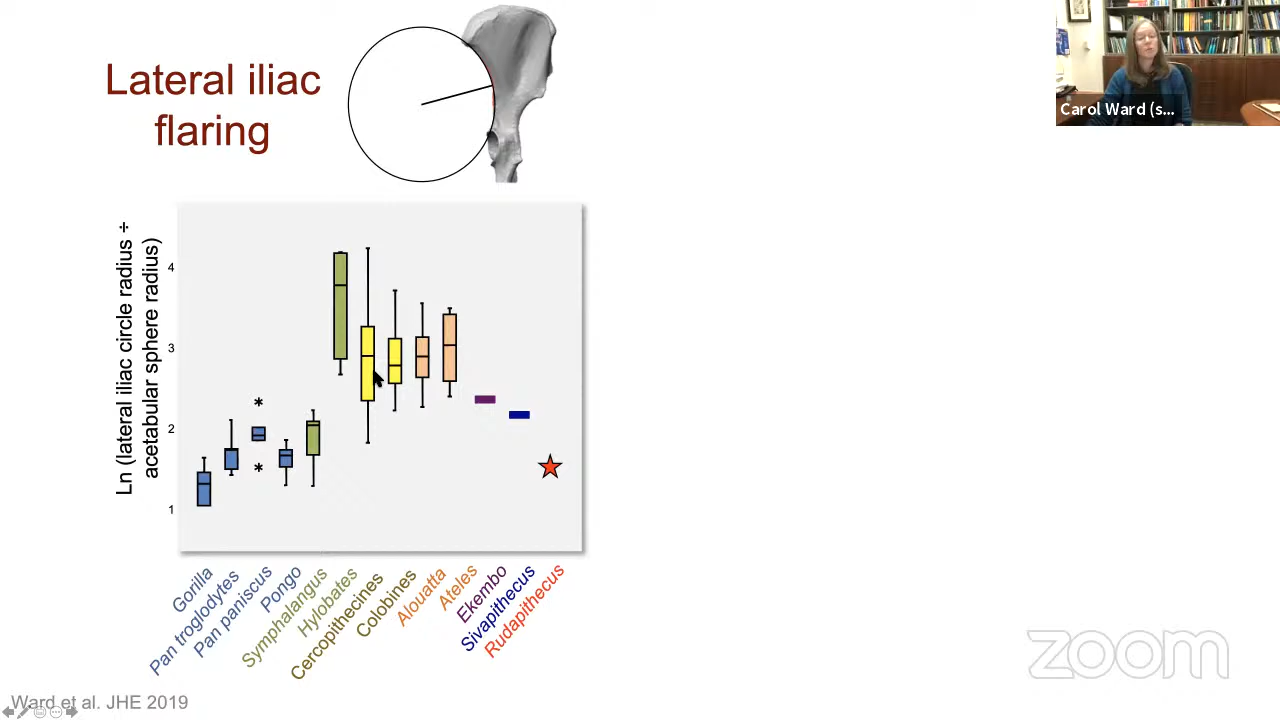 Lateral iliac
flaring
Carol Ward (s...
Ln (lateral iliac circle radius ÷
acetabular sphere radius)
4
3
2
1
*
*
Gorilla
Pan troglodytes
Pan paniscus
Pongo
Symphalangus
Hylobates
Cercopithecines
Colobines
Alouatta
Ateles
Ekembo
Sivapithecus
Rudapithecus
zoom
Ward et al. JHE 2019